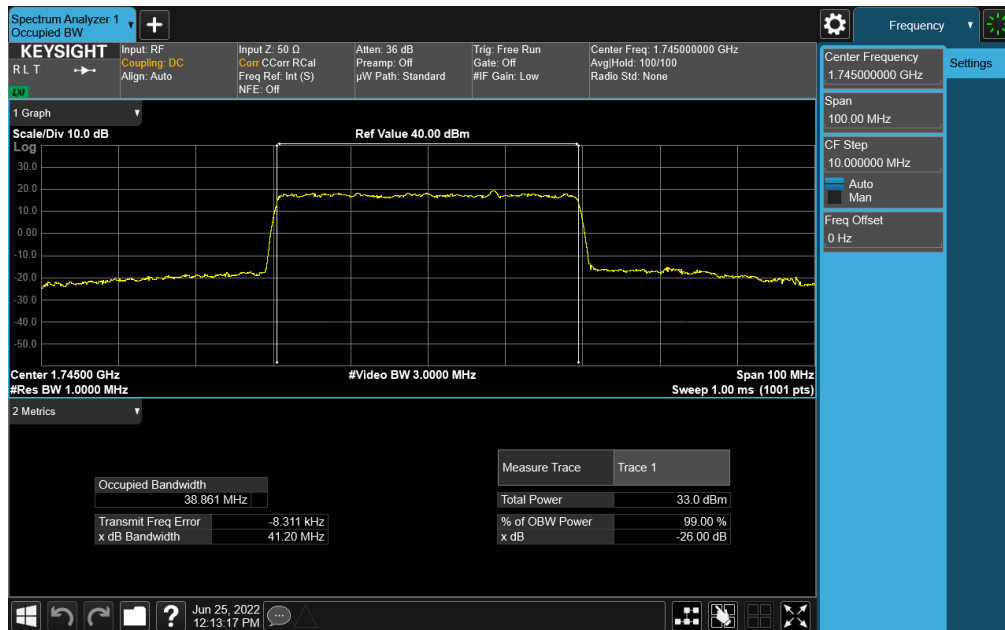 Spectrum Analyzer 1
Occupied BW
Frequency
KEYSIGHT
R L T
LXI
Input: RF
Coupling: DC
Align: Auto
Input Z: 50 Ω
Corr CCorr RCal
Freq Ref: Int (S)
NFE: Off
Atten: 36 dB
Preamp: Off
µW Path: Standard
Trig: Free Run
Gate: Off
#IF Gain: Low
Center Freq: 1.745000000 GHz
Avg|Hold: 100/100
Radio Std: None
Center Frequency
1.745000000 GHz
Settings
Span
100.00 MHz
CF Step
10.000000 MHz
Auto
Man
Freq Offset
0 Hz
1 Graph
Scale/Div 10.0 dB
Ref Value 40.00 dBm
Log
30.0
20.0
10.0
0.00
-10.0
-20.0
-30.0
-40.0
-50.0
Center 1.74500 GHz
#Video BW 3.0000 MHz
Span 100 MHz
#Res BW 1.0000 MHz
Sweep 1.00 ms (1001 pts)
2 Metrics
Occupied Bandwidth
38.861 MHz
Transmit Freq Error -8.311 kHz
x dB Bandwidth 41.20 MHz
Measure Trace Trace 1
Total Power 33.0 dBm
% of OBW Power 99.00 %
x dB -26.00 dB
?
Jun 25, 2022
12:13:17 PM